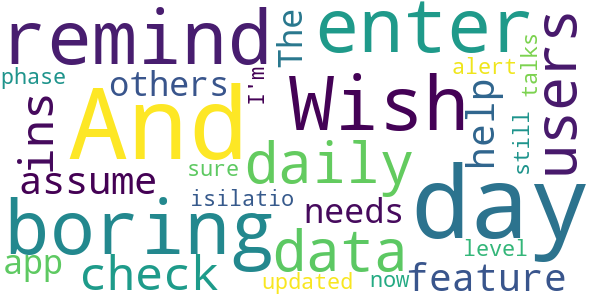 remind
And
enter
Wish
day
boring
daily
data
users
check
feature
assume
others
needs
help
ins
The
app
I'm
phase
sure
isilatio
alert
talks
still
level
now
updated